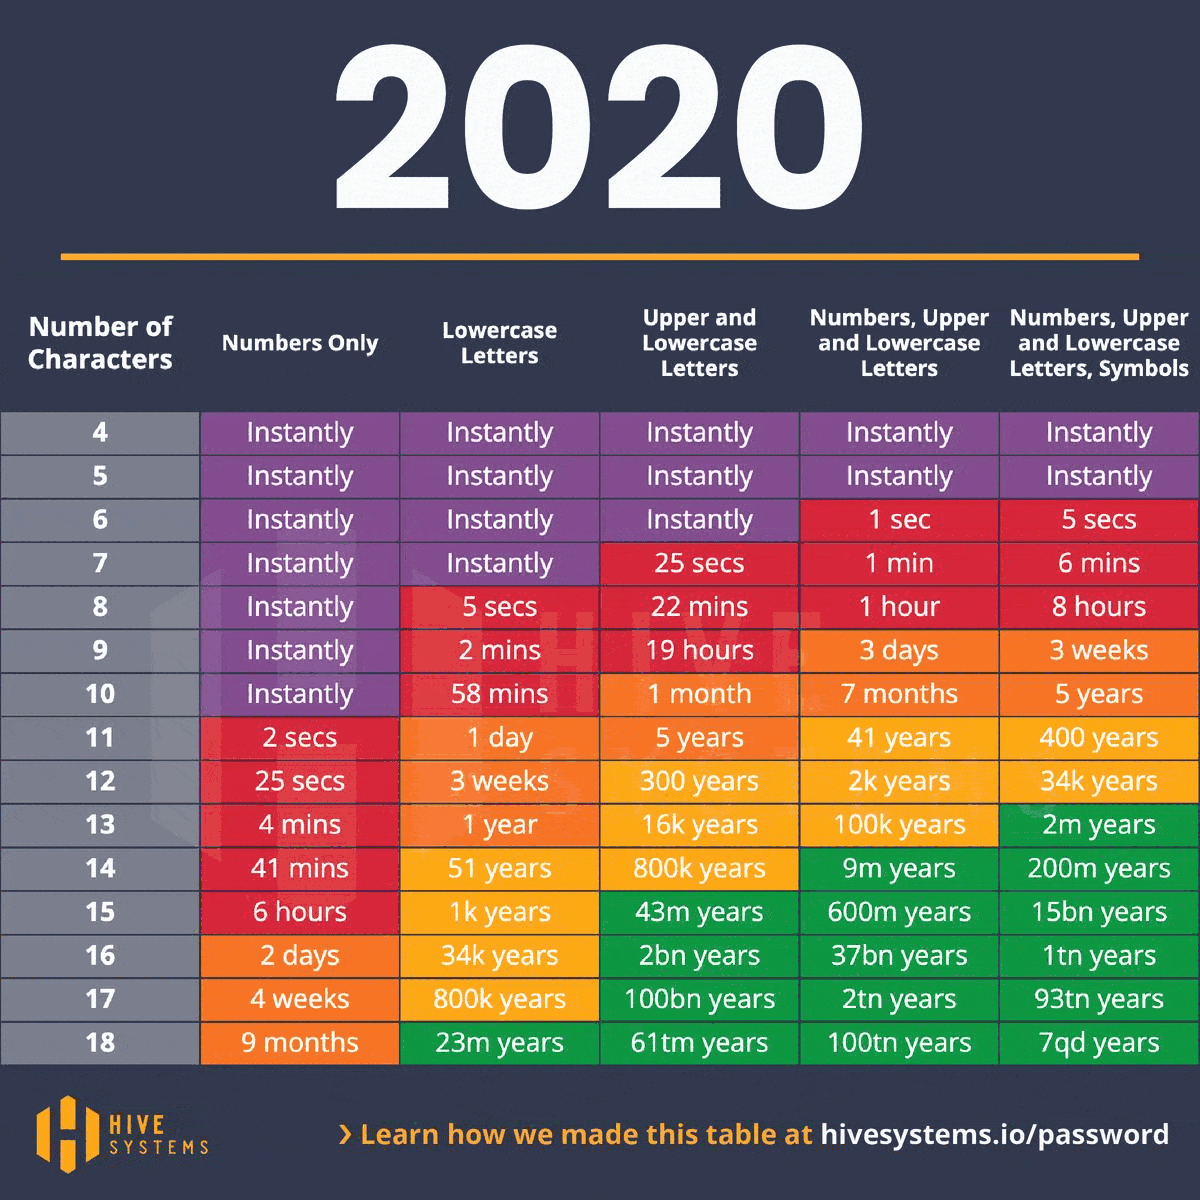 2020
Number of
Characters
Numbers Only
Lowercase
Letters
Upper and
Lowercase
Letters
Numbers, Upper
and Lowercase
Letters
Numbers, Upper
and Lowercase
Letters, Symbols
4 Instantly Instantly Instantly Instantly Instantly
5 Instantly Instantly Instantly Instantly Instantly
6 Instantly Instantly Instantly 1 sec 5 secs
7 Instantly Instantly 25 secs 1 min 6 mins
8 Instantly 5 secs 22 mins 1 hour 8 hours
9 Instantly 2 mins 19 hours 3 days 3 weeks
10 Instantly 58 mins 1 month 7 months 5 years
11 2 secs 1 day 5 years 41 years 400 years
12 25 secs 3 weeks 300 years 2k years 34k years
13 4 mins 1 year 16k years 100k years 2m years
14 41 mins 51 years 800k years 9m years 200m years
15 6 hours 1k years 43m years 600m years 15bn years
16 2 days 34k years 2bn years 37bn years 1tn years
17 4 weeks 800k years 100bn years 2tn years 93tn years
18 9 months 23m years 61tm years 100tn years 7qd years
HIVE
SYSTEMS
HIVE
SYSTEMS
› Learn how we made this table at hivesystems.io/password